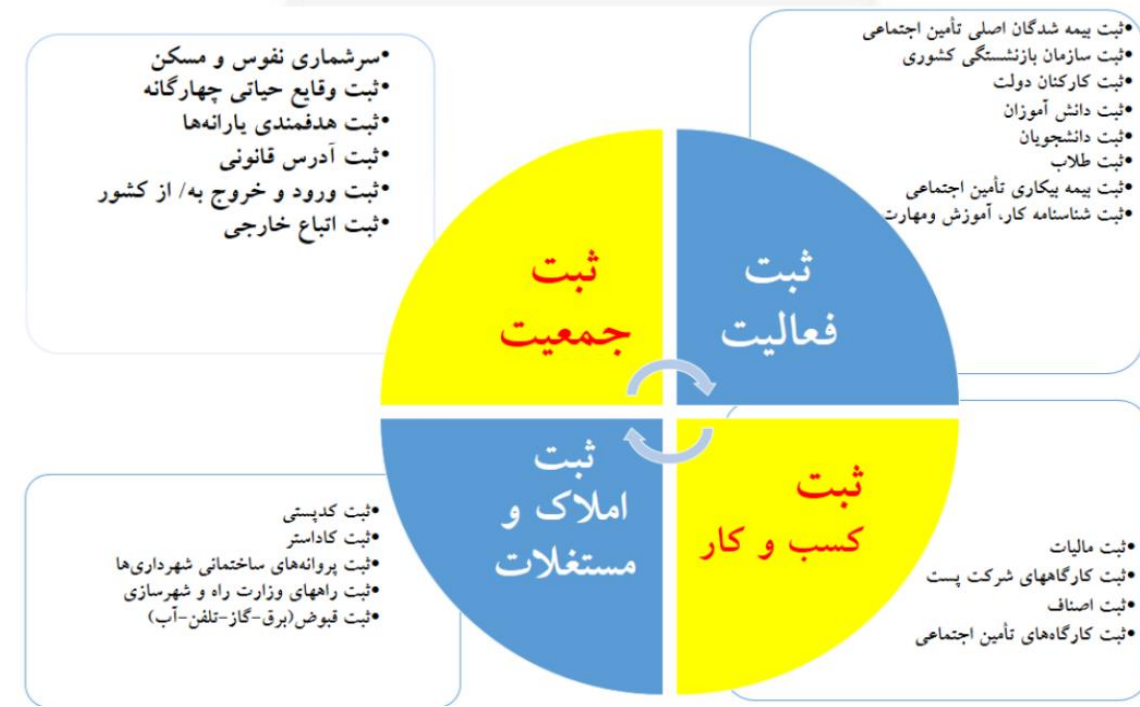 •ثبت بیمه شدگان اصلی تأمین اجتماعی
•ثبت سازمان بازنشستگی کشوری
•ثبت کارکنان دولت
•ثبت دانش آموزان
•ثبت دانشجویان
•ثبت طلاب
•ثبت بیمه بیکاری تأمین اجتماعی
•ثبت شناسنامه کار، آموزش ومهارت
•سرشماری نفوس و مسکن
•ثبت وقایع حیاتی چهارگانه
•ثبت هدفمندی یارانه‌ها
•ثبت آدرس قانونی
•ثبت ورود و خروج به/ از کشور
•ثبت اتباع خارجی
ثبت
فعالیت
ثبت
جمعیت
ثبت
کسب و کار
ثبت
املاک و
مستغلات
•ثبت مالیات
•ثبت کارگاههای شرکت پست
•ثبت اصناف
•ثبت کارگاه‌های تأمین اجتماعی
•ثبت کدپستی
•ثبت کاداستر
•ثبت پروانه‌های ساختمانی شهرداری‌ها
•ثبت راههای وزارت راه و شهرسازی
•ثبت قبوض(برق-گاز-تلفن-آب)